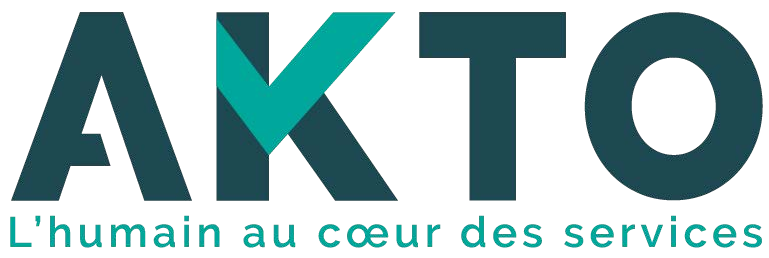 AKTO
L’humain au cœur des services